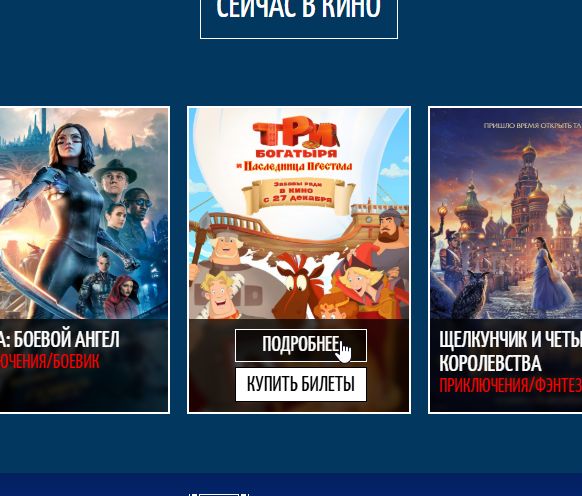 СЕЙЧАС В КИНО
ТРИ
БОГАТЫРЯ
И НАСЛЕДНИЦА ПРЕСТОЛА
ЗАБАВЫ РАДИ
В КИНО
С 27 ДЕКАБРЯ
ПРИШЛО ВРЕМЯ ОТКРЫТЬ ТА
А: БОЕВОЙ АНГЕЛ
ЮЧЕНИЯ/БОЕВИК
ПОДРОБНЕЕ
КУПИТЬ БИЛЕТЫ
ЩЕЛКУНЧИК И ЧЕТЫ
КОРОЛЕВСТВА
ПРИКЛЮЧЕНИЯ/ФЭНТЕЗ